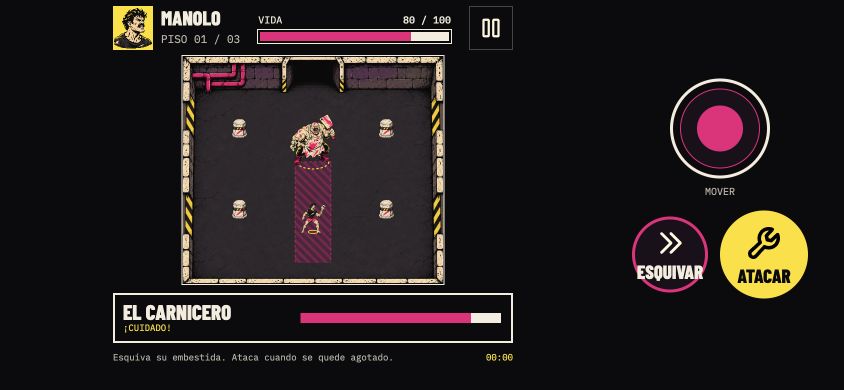 MANOLO
PISO 01 / 03
VIDA 80 / 100
MOVER
ESQUIVAR
ATACAR
EL CARNICERO
¡CUIDADO!
Esquiva su embestida. Ataca cuando se quede agotado. 00:00